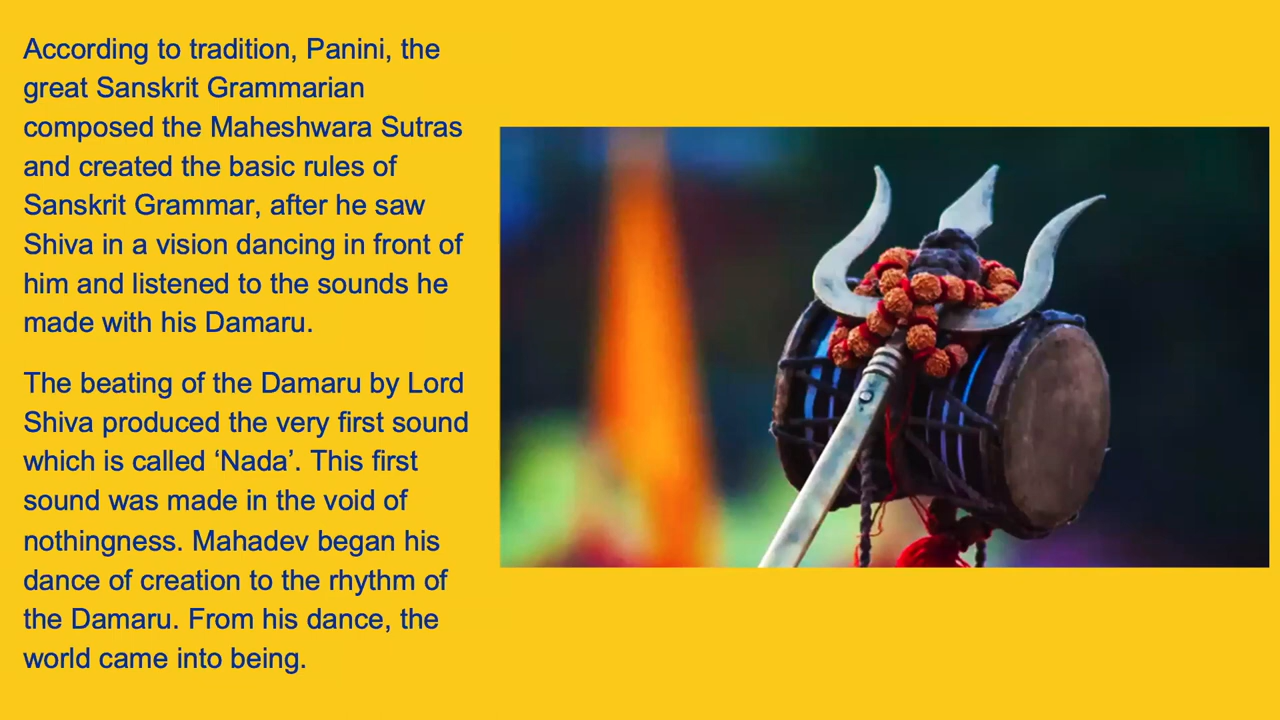 According to tradition, Panini, the
great Sanskrit Grammarian
composed the Maheshwara Sutras
and created the basic rules of
Sanskrit Grammar, after he saw
Shiva in a vision dancing in front of
him and listened to the sounds he
made with his Damaru.
The beating of the Damaru by Lord
Shiva produced the very first sound
which is called ‘Nada’. This first
sound was made in the void of
nothingness. Mahadev began his
dance of creation to the rhythm of
the Damaru. From his dance, the
world came into being.